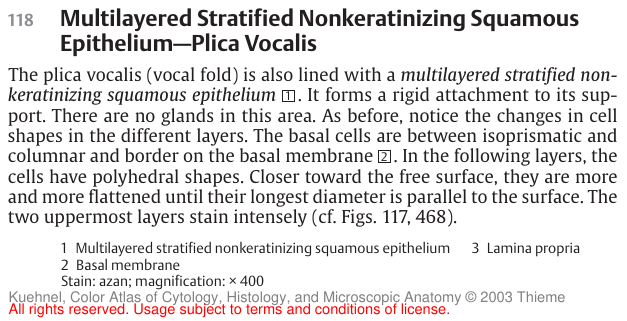 118 Multilayered Stratified Nonkeratinizing Squamous
Epithelium—Plica Vocalis
The plica vocalis (vocal fold) is also lined with a multilayered stratified non-
keratinizing squamous epithelium 1. It forms a rigid attachment to its sup-
port. There are no glands in this area. As before, notice the changes in cell
shapes in the different layers. The basal cells are between isoprismatic and
columnar and border on the basal membrane 2. In the following layers, the
cells have polyhedral shapes. Closer toward the free surface, they are more
and more flattened until their longest diameter is parallel to the surface. The
two uppermost layers stain intensely (cf. Figs. 117, 468).
1 Multilayered stratified nonkeratinizing squamous epithelium 3 Lamina propria
2 Basal membrane
Stain: azan; magnification: × 400
Kuehnel, Color Atlas of Cytology, Histology, and Microscopic Anatomy © 2003 Thieme
All rights reserved. Usage subject to terms and conditions of license.